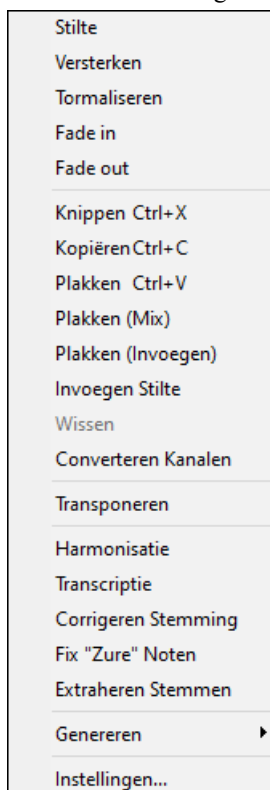 Stilte
Versterken
Tormaliseren
Fade in
Fade out
Knippen Ctrl+X
Kopiëren Ctrl+C
Plakken Ctrl+V
Plakken (Mix)
Plakken (Invoegen)
Invoegen Stilte
Wissen
Converteren Kanalen
Transponeren
Harmonisatie
Transcriptie
Corrigeren Stemming
Fix "Zure" Noten
Extraheren Stemmen
Genereren
Instellingen...